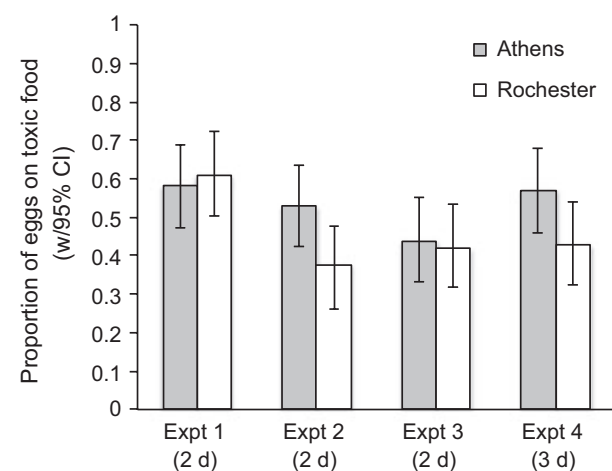 Proportion of eggs on toxic food
(w/95% CI)
1
0.9
0.8
0.7
0.6
0.5
0.4
0.3
0.2
0.1
0
Athens
Rochester
Expt 1
(2 d)
Expt 2
(2 d)
Expt 3
(2 d)
Expt 4
(3 d)